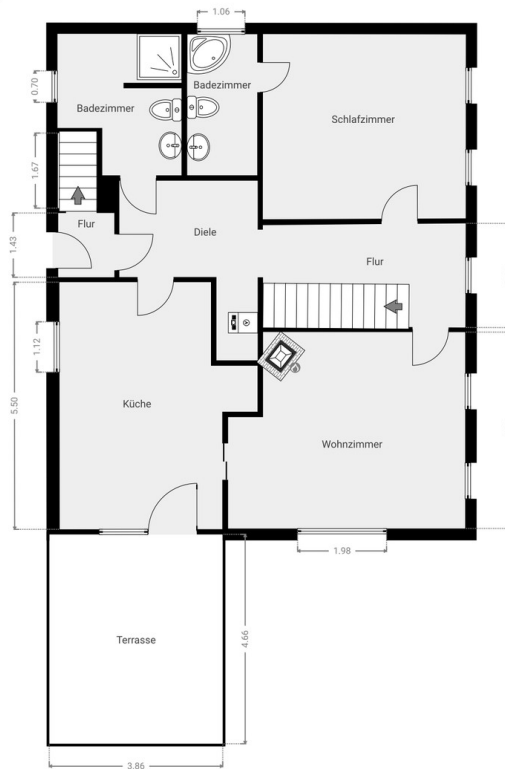 1.06
0.70
Badezimmer
Badezimmer
Schlafzimmer
1.67
Flur
Diele
1.43
Flur
1.12
5.50
Küche
Wohnzimmer
1.98
Terrasse
4.66
3.86